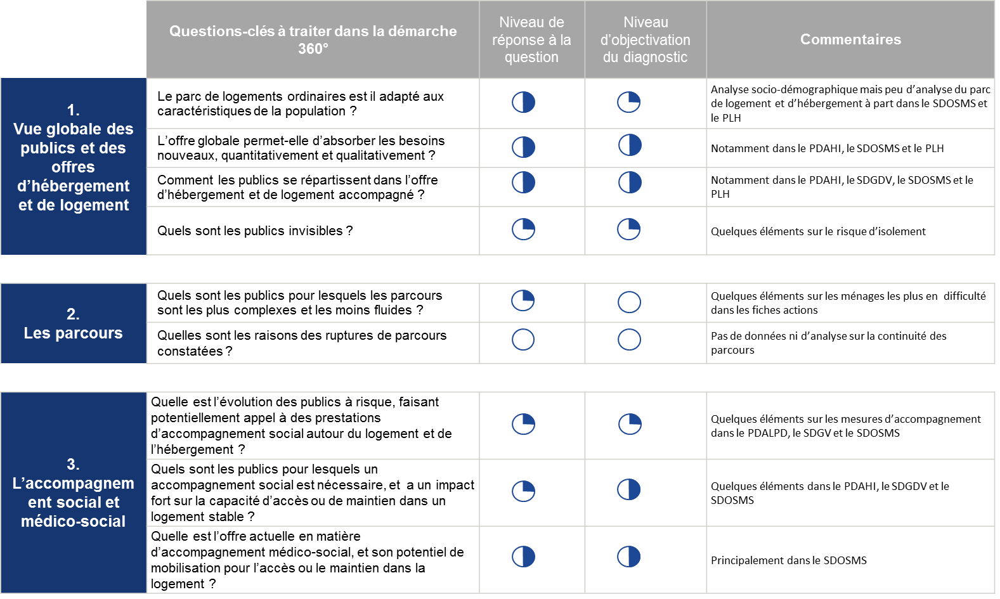 Questions-clés à traiter dans la démarche
360°
Niveau de
réponse à la
question
Niveau
d’objectivation
du diagnostic
Commentaires
1.
Vue globale des
publics et des
offres
d’hébergement
et de logement
Le parc de logements ordinaires est il adapté aux
caractéristiques de la population ?
Analyse socio-démographique mais peu d’analyse du parc
de logement et d’hébergement à part dans le SDOSMS et
le PLH
L’offre globale permet-elle d’absorber les besoins
nouveaux, quantitativement et qualitativement ?
Notamment dans le PDAHI, le SDOSMS et le PLH
Comment les publics se répartissent dans l’offre
d’hébergement et de logement accompagné ?
Notamment dans le PDAHI, le SDGDV, le SDOSMS et le
PLH
Quels sont les publics invisibles ?
Quelques éléments sur le risque d’isolement
2.
Les parcours
Quels sont les publics pour lesquels les parcours
sont les plus complexes et les moins fluides ?
Quelques éléments sur les ménages les plus en difficulté
dans les fiches actions
Quelles sont les raisons des ruptures de parcours
constatées ?
Pas de données ni d’analyse sur la continuité des
parcours
3.
L’accompagnem
ent social et
médico-social
Quelle est l’évolution des publics à risque, faisant
potentiellement appel à des prestations
d’accompagnement social autour du logement et de
l’hébergement ?
Quelques éléments sur les mesures d’accompagnement
dans le PDALPD, le SDGV et le SDOSMS
Quels sont les publics pour lesquels un
accompagnement social est nécessaire, et a un impact
fort sur la capacité d’accès ou de maintien dans un
logement stable ?
Quelques éléments dans le PDAHI, le SDGDV et le
SDOSMS
Quelle est l’offre actuelle en matière
d’accompagnement médico-social, et son potentiel de
mobilisation pour l’accès ou le maintien dans la
logement ?
Principalement dans le SDOSMS